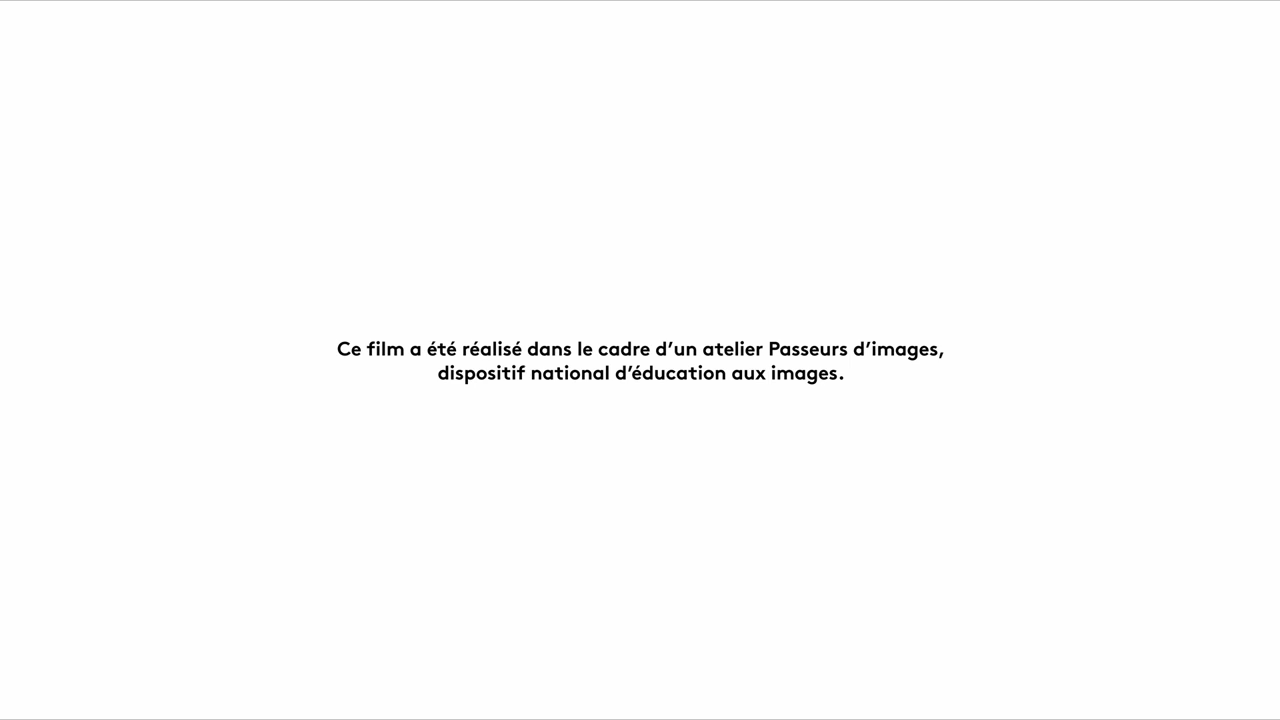 Ce film a été réalisé dans le cadre d’un atelier Passeurs d’images,
dispositif national d’éducation aux images.